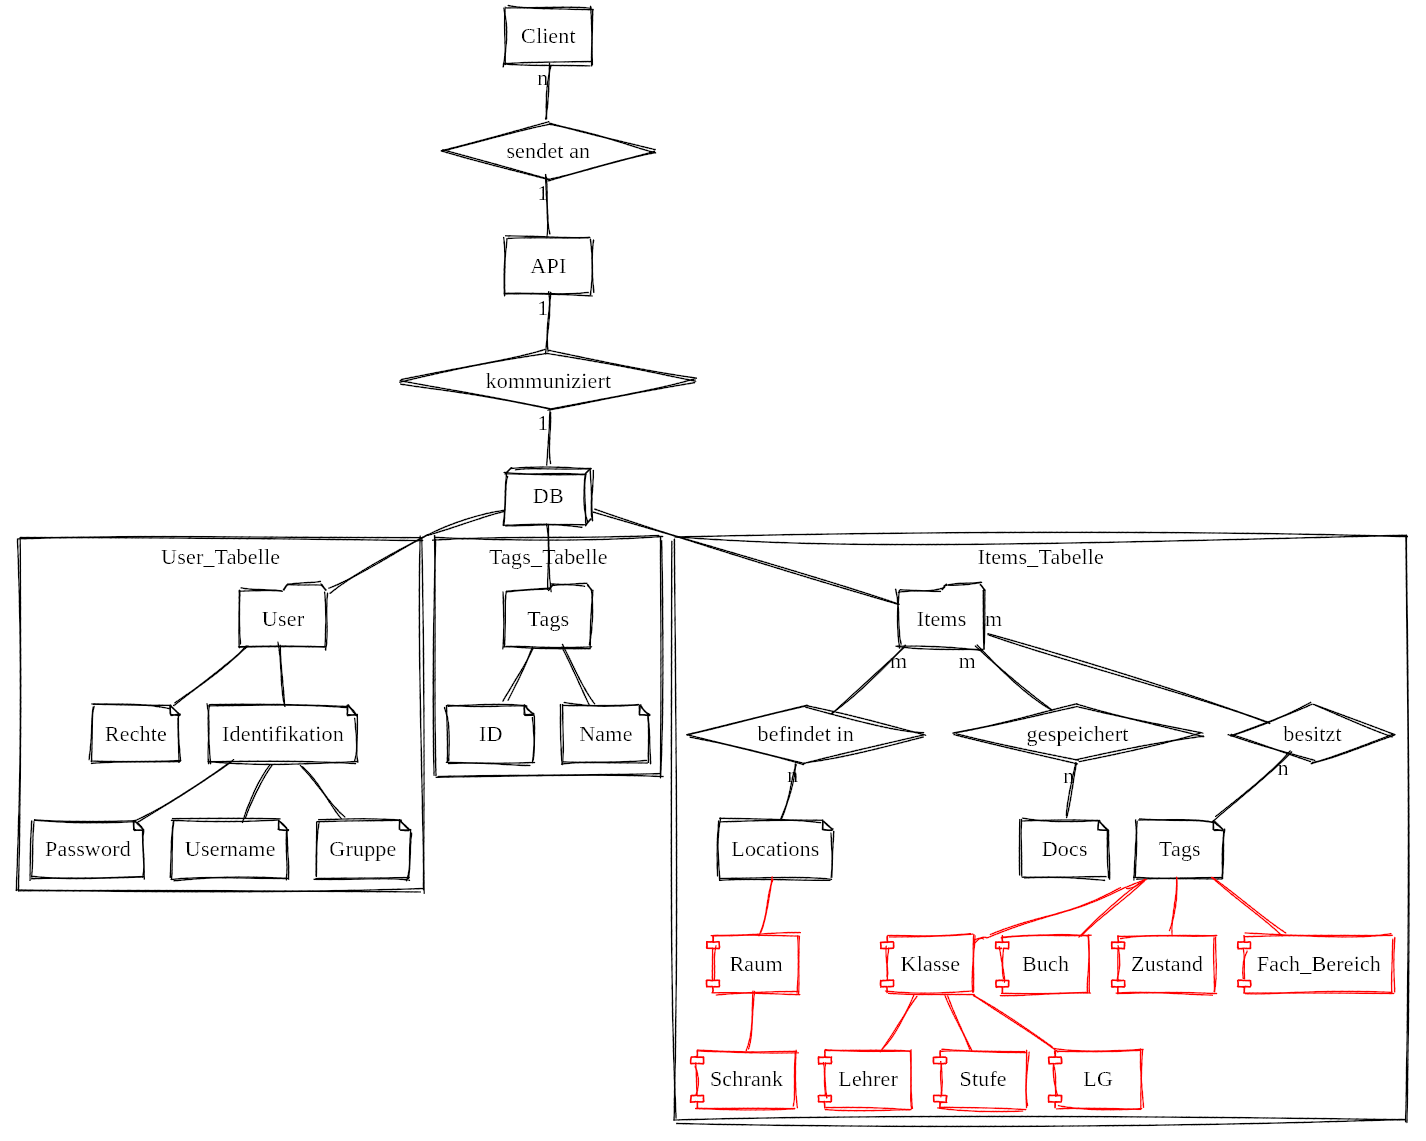 Client
n
sendet an
1
API
1
kommuniziert
1
DB
User_Tabelle
Tags_Tabelle
Items_Tabelle
User
Tags
Items
m
m
m
Rechte
Identifikation
ID
Name
befindet in
gespeichert
besitzt
n
n
n
Password
Username
Gruppe
Locations
Docs
Tags
Raum
Klasse
Buch
Zustand
Fach_Bereich
Schrank
Lehrer
Stufe
LG